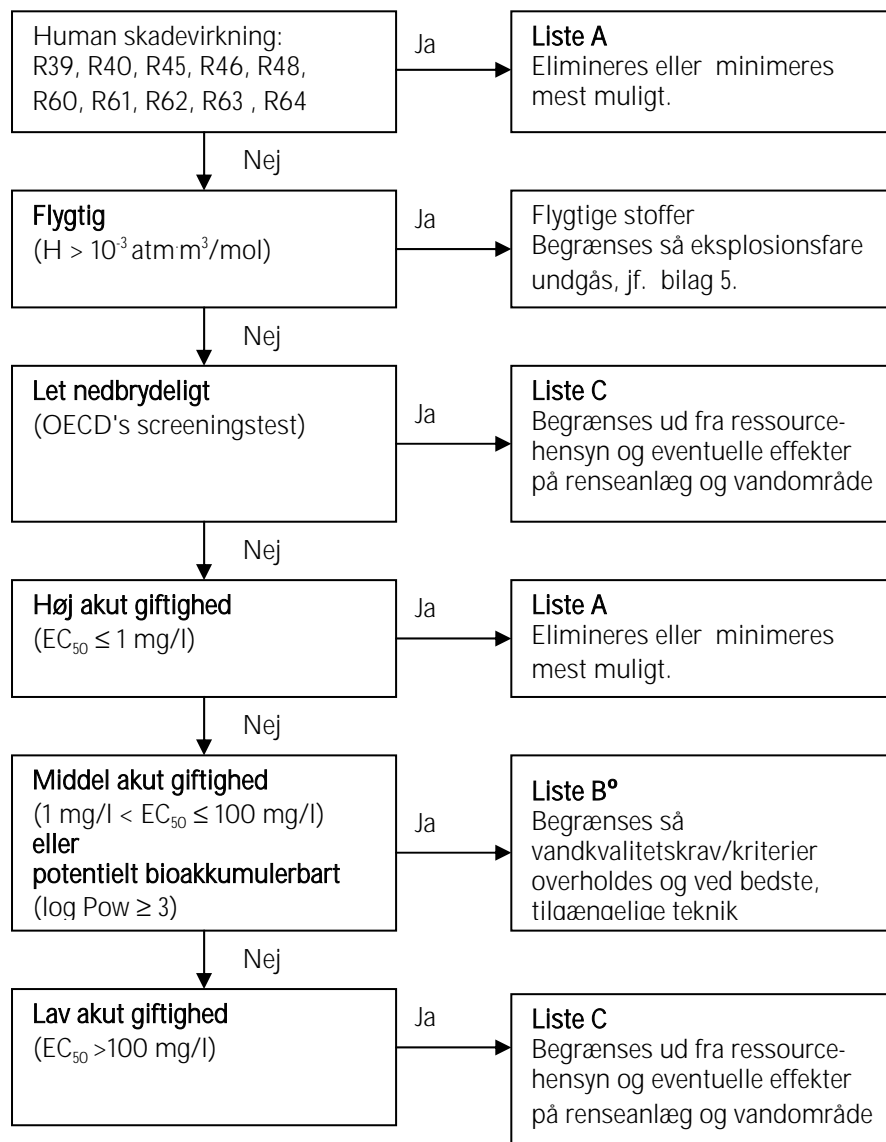 Human skadevirkning:
R39, R40, R45, R46, R48,
R60, R61, R62, R63 , R64
Ja
Liste A
Elimineres eller minimeres
mest muligt.
Nej
Flygtig
(H > 10⁻³ atm·m³/mol)
Ja
Flygtige stoffer
Begrænses så eksplosionsfare
undgås, jf. bilag 5.
Nej
Let nedbrydeligt
(OECD's screeningstest)
Ja
Liste C
Begrænses ud fra ressource-
hensyn og eventuelle effekter
på renseanlæg og vandområde
Nej
Høj akut giftighed
(EC₅₀ ≤ 1 mg/l)
Ja
Liste A
Elimineres eller minimeres
mest muligt.
Nej
Middel akut giftighed
(1 mg/l < EC₅₀ ≤ 100 mg/l)
eller
potentielt bioakkumulerbart
(log Pow ≥ 3)
Ja
Liste Bº
Begrænses så
vandkvalitetskrav/kriterier
overholdes og ved bedste,
tilgængelige teknik
Nej
Lav akut giftighed
(EC₅₀ >100 mg/l)
Ja
Liste C
Begrænses ud fra ressource-
hensyn og eventuelle effekter
på renseanlæg og vandområde